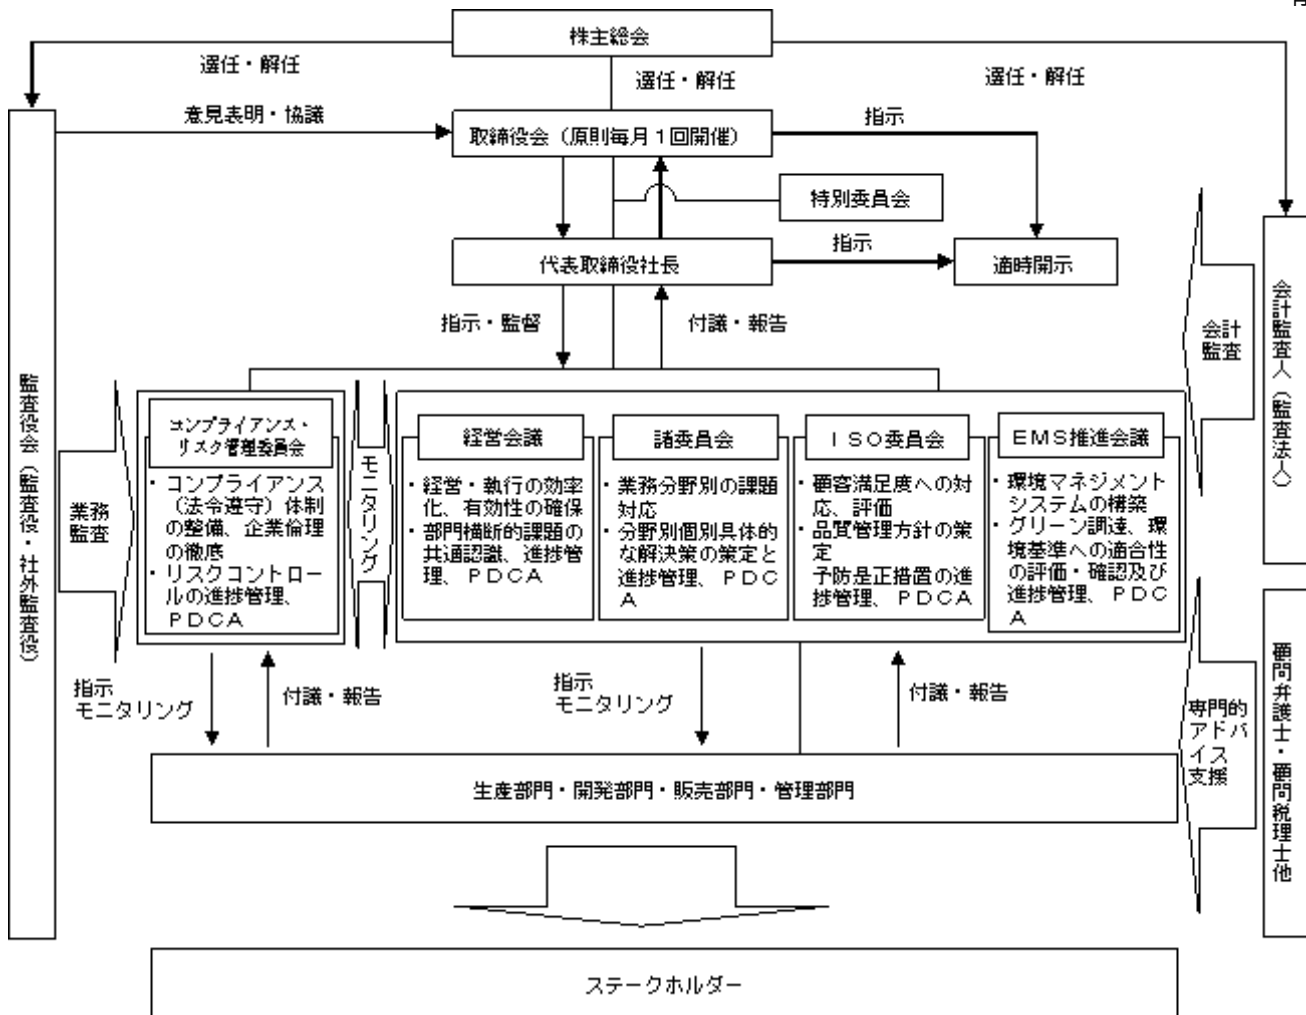 株主総会
選任・解任
選任・解任
選任・解任
意見表明・協議
取締役会（原則毎月１回開催）
指示
特別委員会
代表取締役社長
指示
適時開示
指示・監督
付議・報告
会計
監査
会計監査人（監査法人）
監査役会（監査役・社外監査役）
業務
監査
コンプライアンス・
リスク管理委員会
・コンプライアンス
（法令遵守）体制
の整備、企業倫理
の徹底
・リスクコントロー
ルの進捗管理、
ＰＤＣＡ
モニタリング
経営会議
・経営・執行の効率
化、有効性の確保
・部門横断的課題の
共通認識、進捗管
理、ＰＤＣＡ
諸委員会
・業務分野別の課題
対応
・分野別個別具体的
な解決策の策定と
進捗管理、ＰＤＣ
Ａ
ＩＳＯ委員会
・顧客満足度への対
応、評価
・品質管理方針の策
定
予防是正措置の進
捗管理、ＰＤＣＡ
ＥＭＳ推進会議
・環境マネジメント
システムの構築
・グリーン調達、環
境基準への適合性
の評価・確認及び
進捗管理、ＰＤＣ
Ａ
指示
モニタリング
付議・報告
指示
モニタリング
付議・報告
専門的
アドバ
イス
支援
顧問弁護士・顧問税理士他
生産部門・開発部門・販売部門・管理部門
ステークホルダー